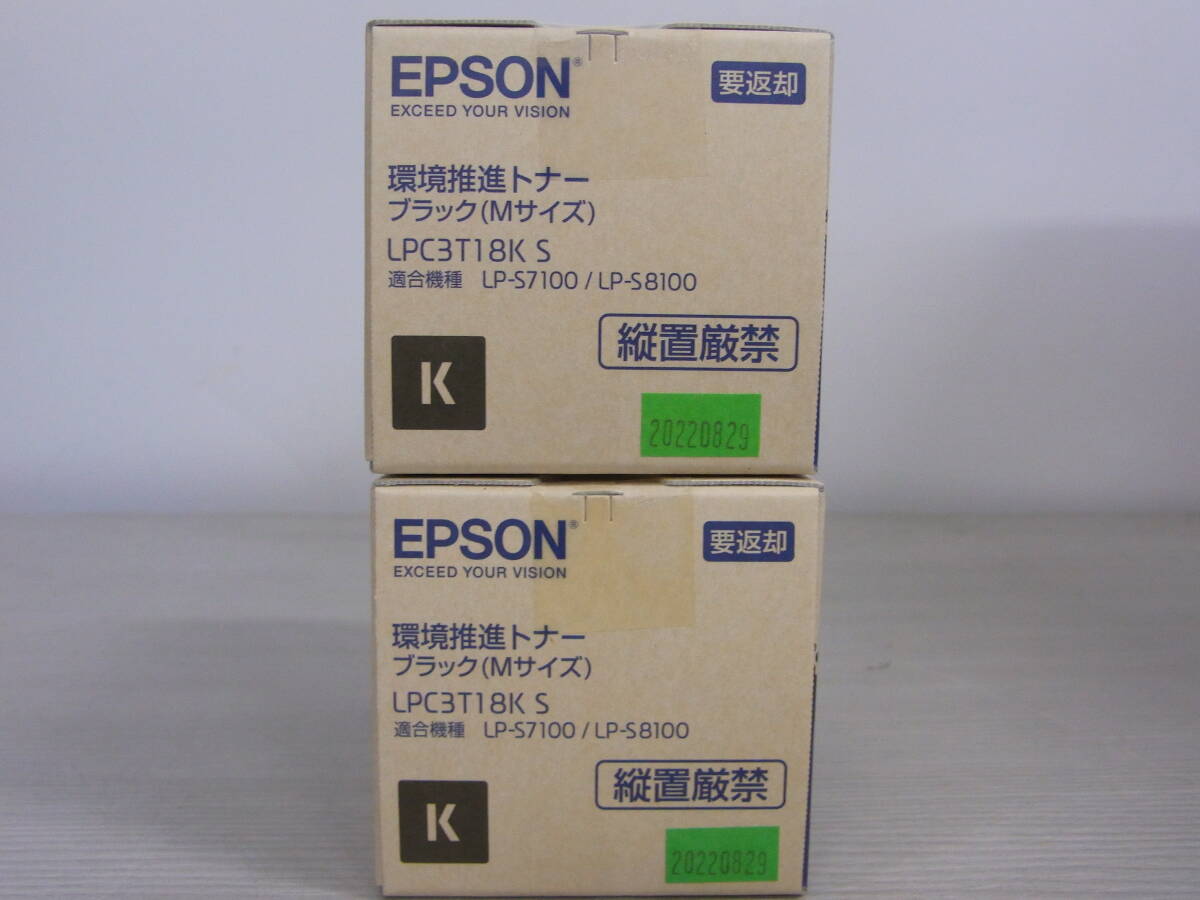 EPSON®
EXCEED YOUR VISION
要返却
環境推進トナー
ブラック(Mサイズ)
LPC3T18K S
適合機種 LP-S7100 / LP-S8100
縦置厳禁
K
20220829
EPSON®
EXCEED YOUR VISION
要返却
環境推進トナー
ブラック(Mサイズ)
LPC3T18K S
適合機種 LP-S7100 / LP-S8100
縦置厳禁
K
20220829